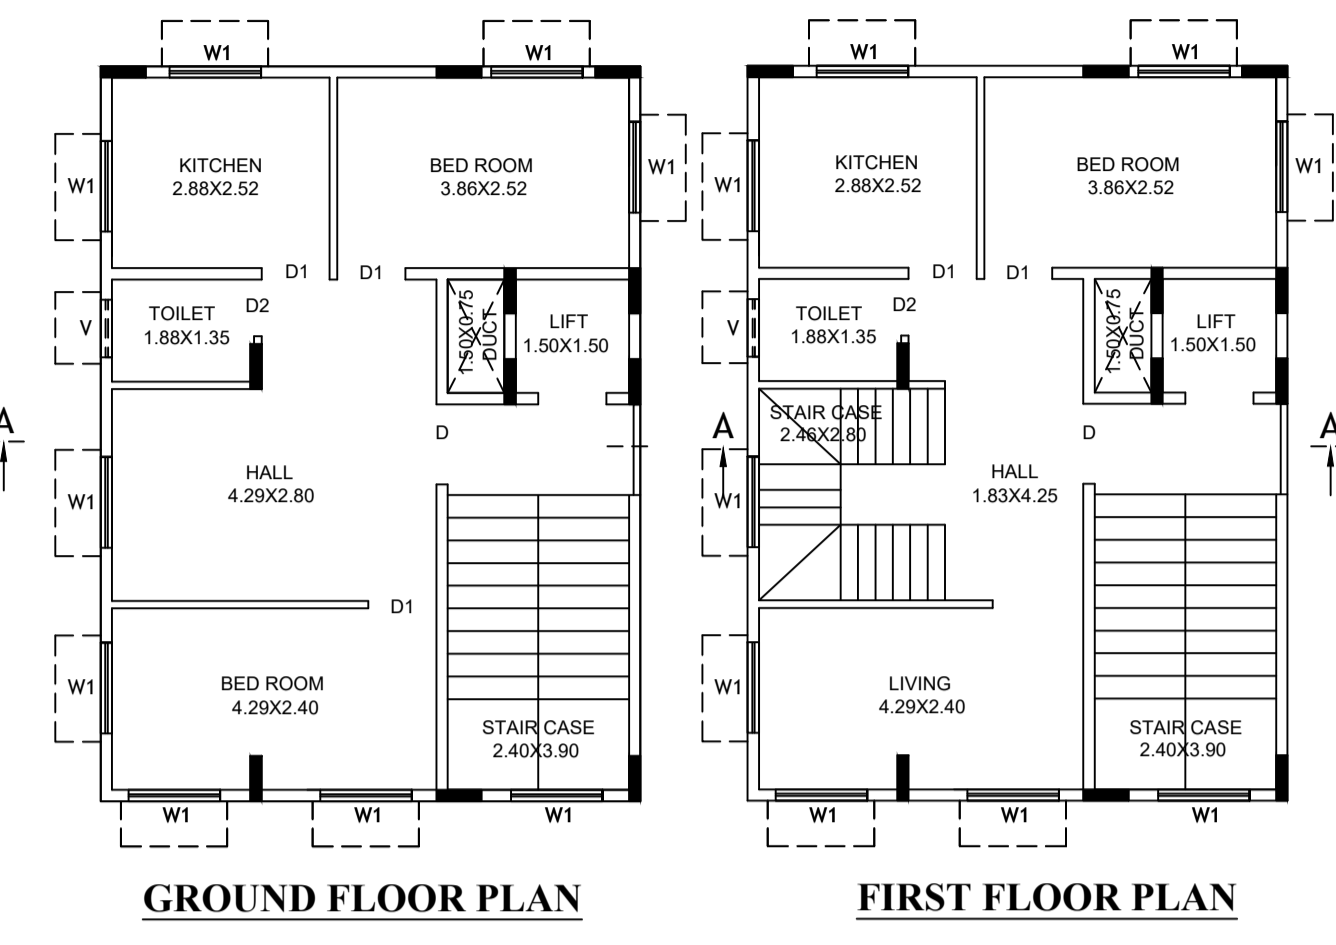 W1
W1
KITCHEN
2.88X2.52
BED ROOM
3.86X2.52
W1
W1
D1
D1
TOILET
1.88X1.35
D2
V
1.50X0.75
DUCT
LIFT
1.50X1.50
A
D
HALL
4.29X2.80
W1
D1
BED ROOM
4.29X2.40
W1
STAIR CASE
2.40X3.90
W1
W1
W1
GROUND FLOOR PLAN
W1
W1
KITCHEN
2.88X2.52
BED ROOM
3.86X2.52
W1
W1
D1
D1
TOILET
1.88X1.35
D2
V
1.50X0.75
DUCT
LIFT
1.50X1.50
STAIR CASE
2.46X2.80
A
D
A
HALL
1.83X4.25
W1
LIVING
4.29X2.40
W1
STAIR CASE
2.40X3.90
W1
W1
W1
FIRST FLOOR PLAN